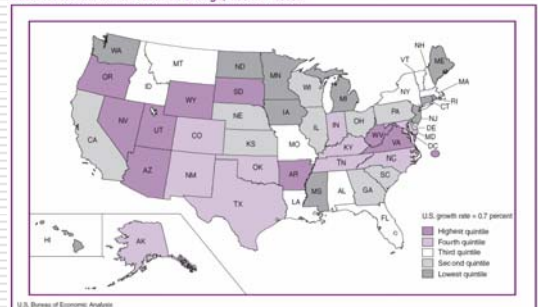 NH
WA
VT
ME
MT
ND
OR
MN
MA
ID
SD
WI
NY
WY
MI
RI
CT
IA
PA
NJ
NE
NV
OH
DE
UT
IL
IN
MD
CO
WV
VA
DC
CA
KS
MO
KY
NC
TN
AZ
OK
NM
AR
SC
MS
AL
GA
TX
LA
FL
HI
AK
U.S. growth rate = 0.7 percent
Highest quintile
Fourth quintile
Third quintile
Second quintile
Lowest quintile
U.S. Bureau of Economic Analysis